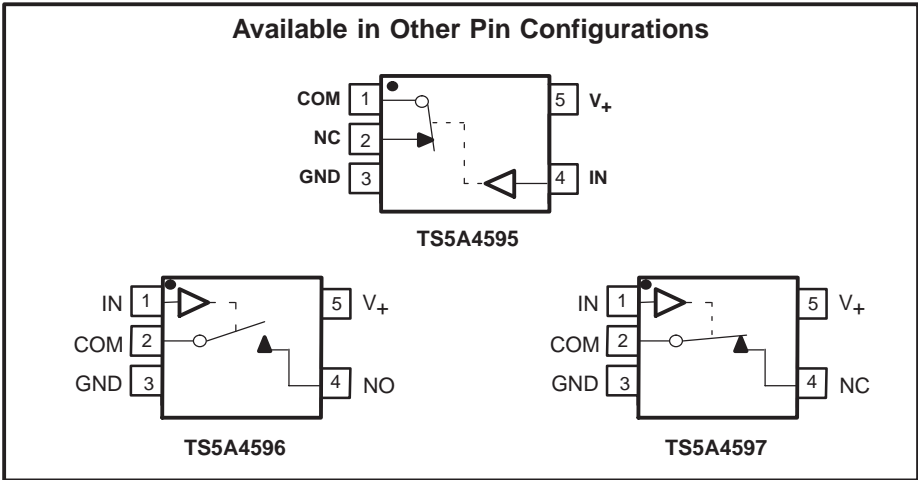 Available in Other Pin Configurations
COM 1 5 V+
NC 2
GND 3 4 IN
TS5A4595
IN 1 5 V+
COM 2
GND 3 4 NO
TS5A4596
IN 1 5 V+
COM 2
GND 3 4 NC
TS5A4597